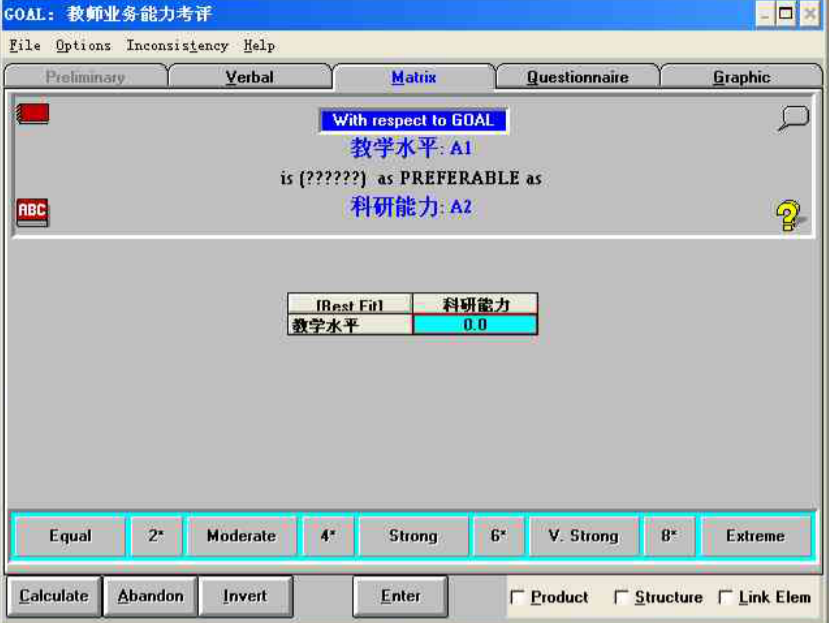 GOAL: 教师业务能力考评
File Options Inconsistency Help
Preliminary Verbal Matrix Questionnaire Graphic
With respect to GOAL
教学水平: A1
is (??????) as PREFERABLE as
ABC 科研能力: A2
[Best Fit] 科研能力
教学水平 0.0
Equal 2* Moderate 4* Strong 6* V. Strong 8* Extreme
Calculate Abandon Invert Enter Product Structure Link Elem